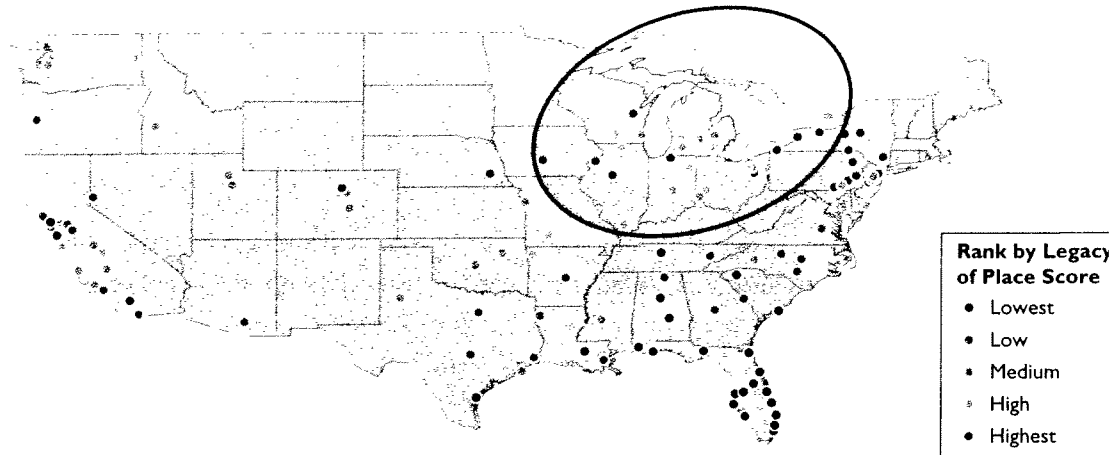 Rank by Legacy
of Place Score
Lowest
Low
Medium
High
Highest